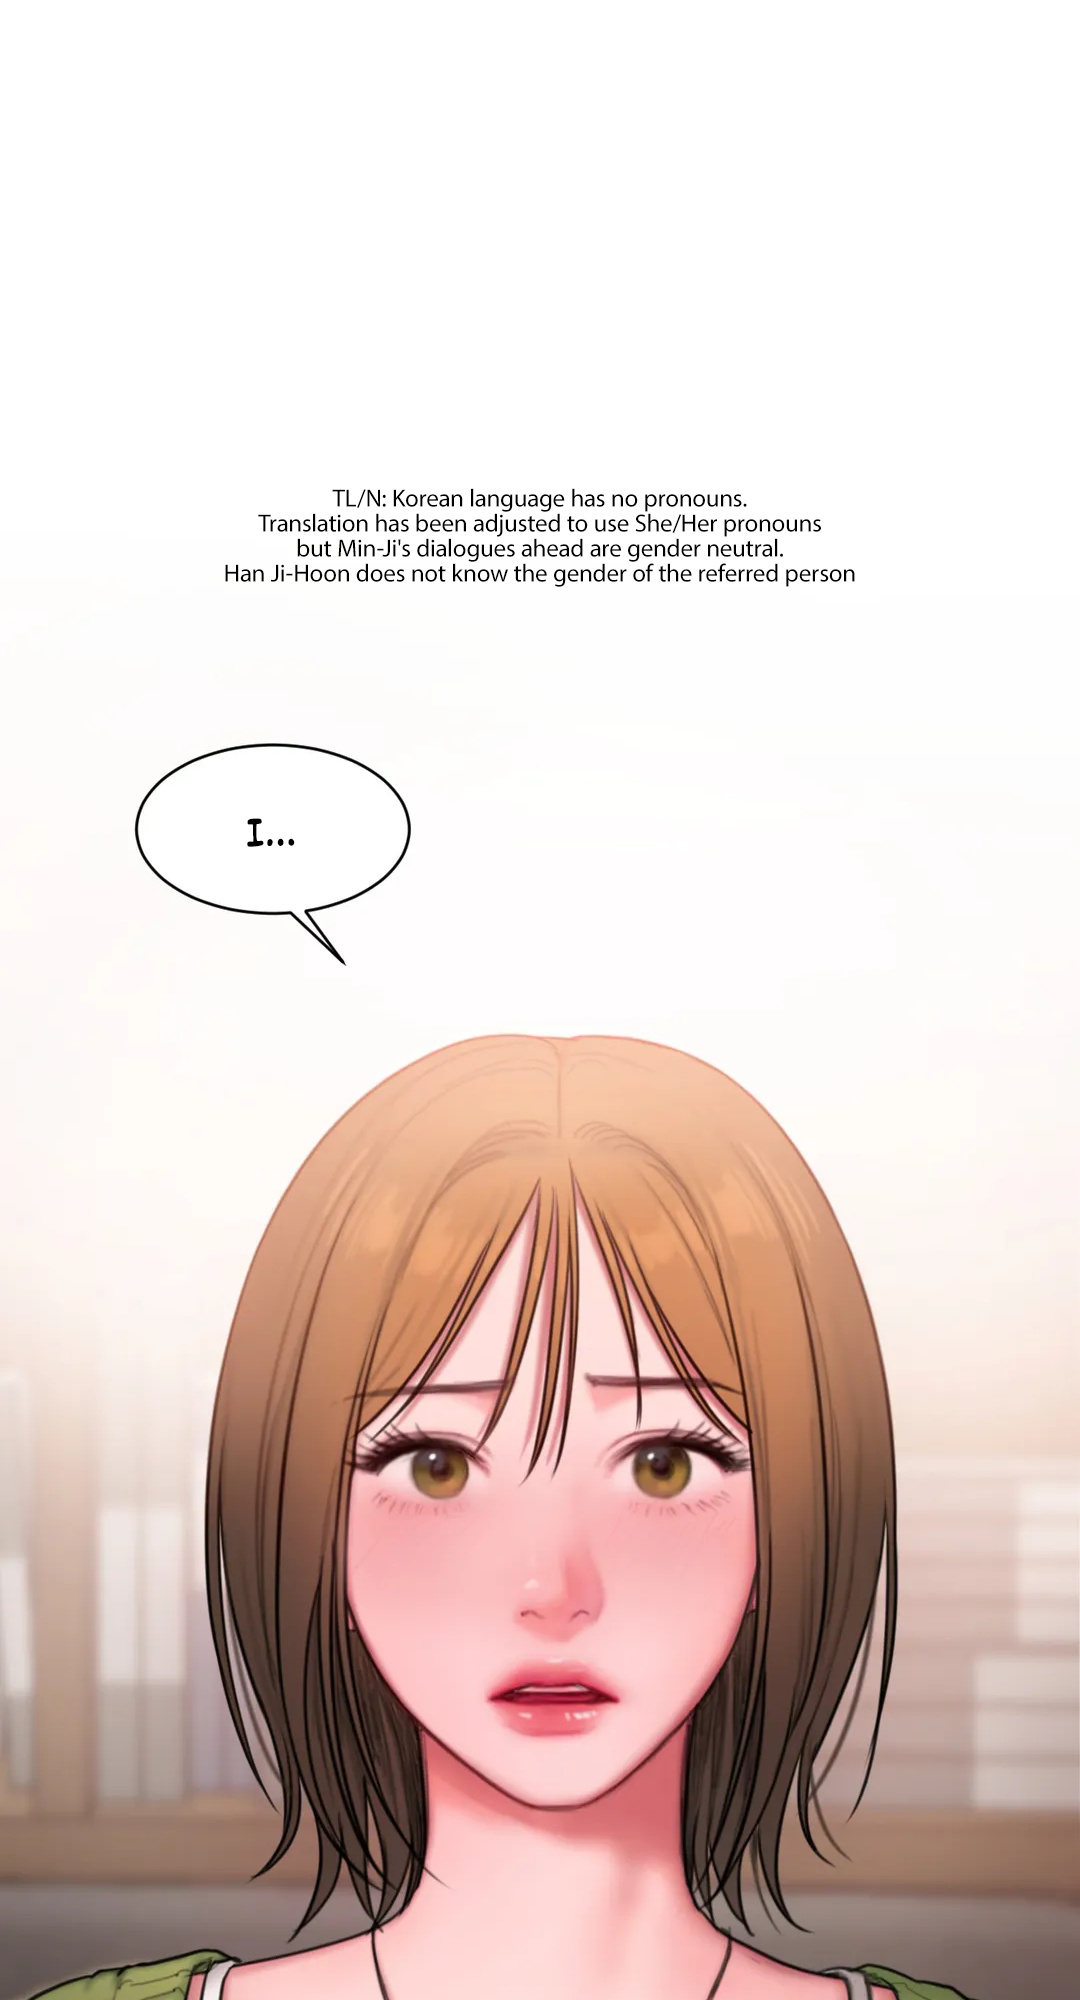 TL/N: Korean language has no pronouns.
Translation has been adjusted to use She/Her pronouns
but Min-Ji's dialogues ahead are gender neutral.
Han Ji-Hoon does not know the gender of the referred person
I...